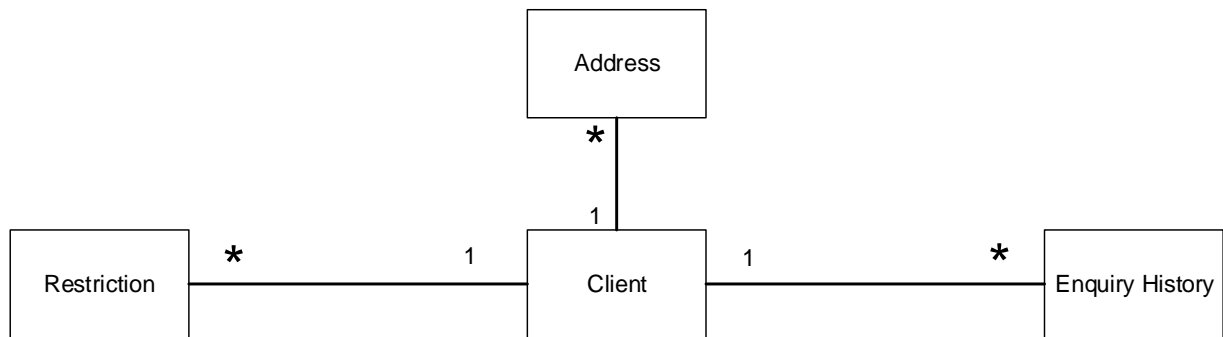 Address
*
1
Restriction
*
1
Client
1
*
Enquiry History